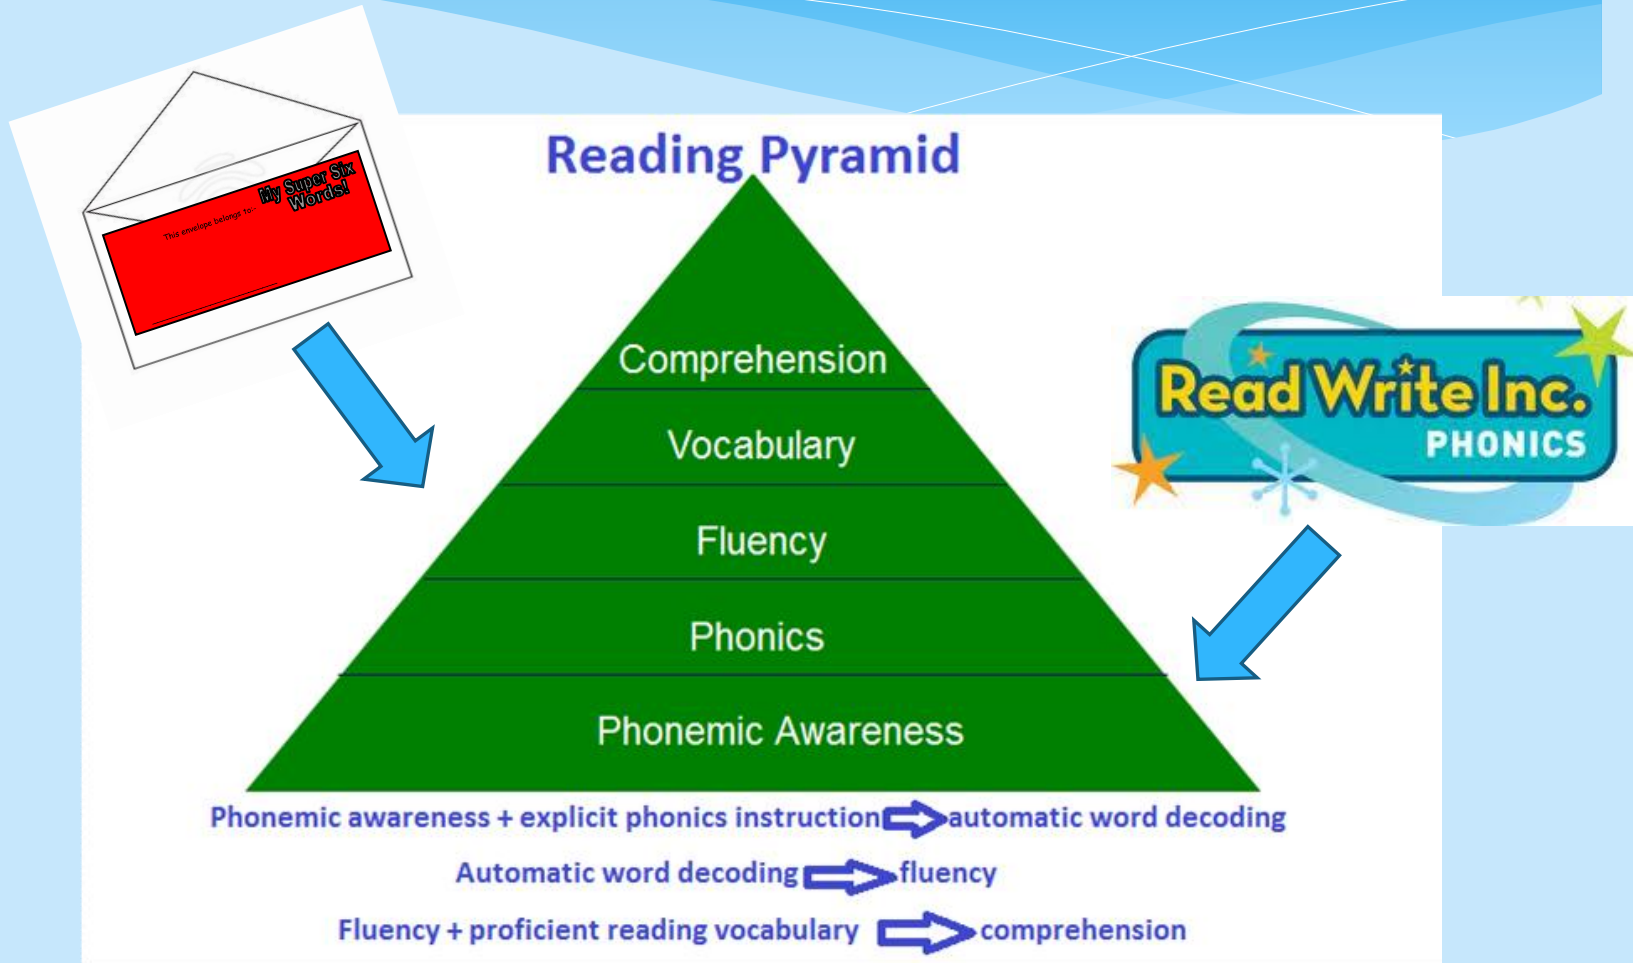 Reading Pyramid
My Super Six
Words!
This envelope belongs to:-
Comprehension
Vocabulary
Fluency
Phonics
Phonemic Awareness
Read Write Inc.
PHONICS
Phonemic awareness + explicit phonics instruction automatic word decoding
Automatic word decoding fluency
Fluency + proficient reading vocabulary comprehension